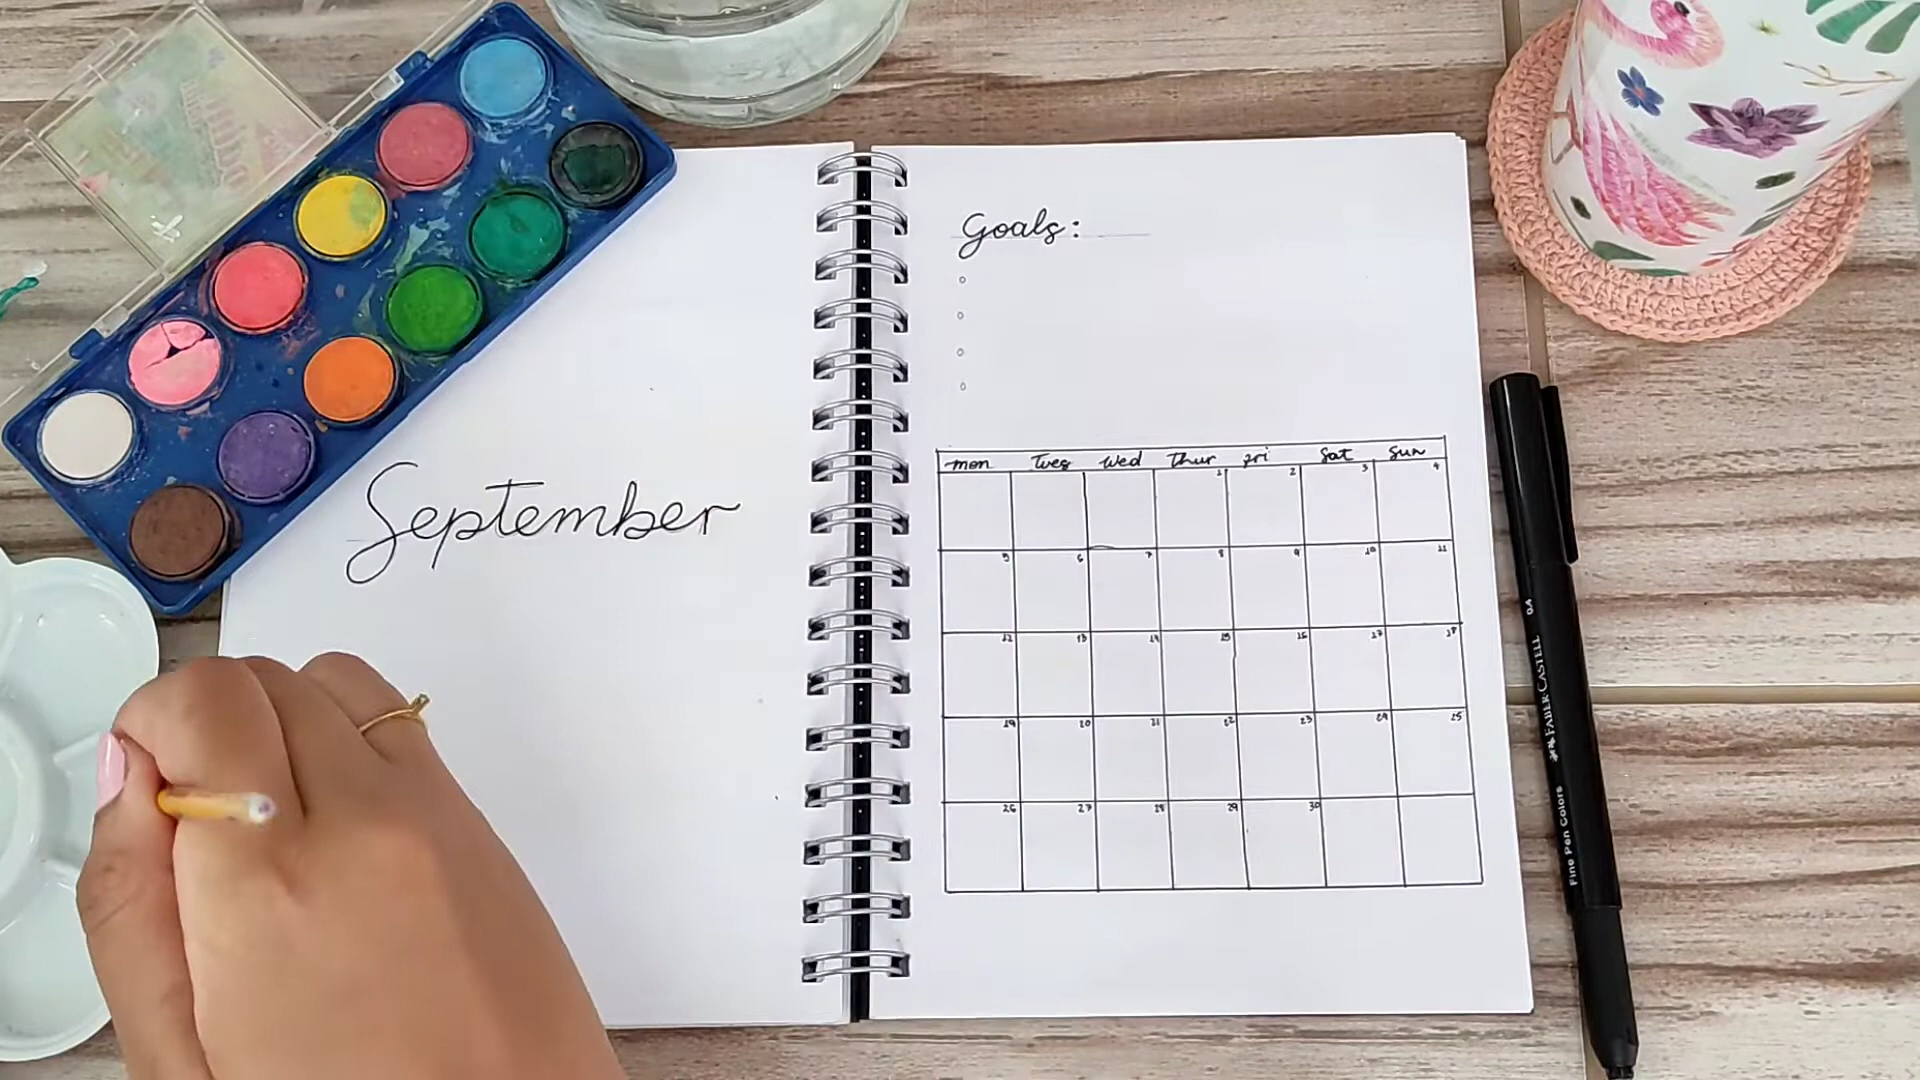 September
Goals:
mon Tues Wed Thur fri Sat Sun
1 2 3 4
5 6 7 8 9 10 11
12 13 14 15 16 17 18
19 20 21 22 23 24 25
26 27 28 29 30
Fine Pen Colors FABER-CASTELL 0.4